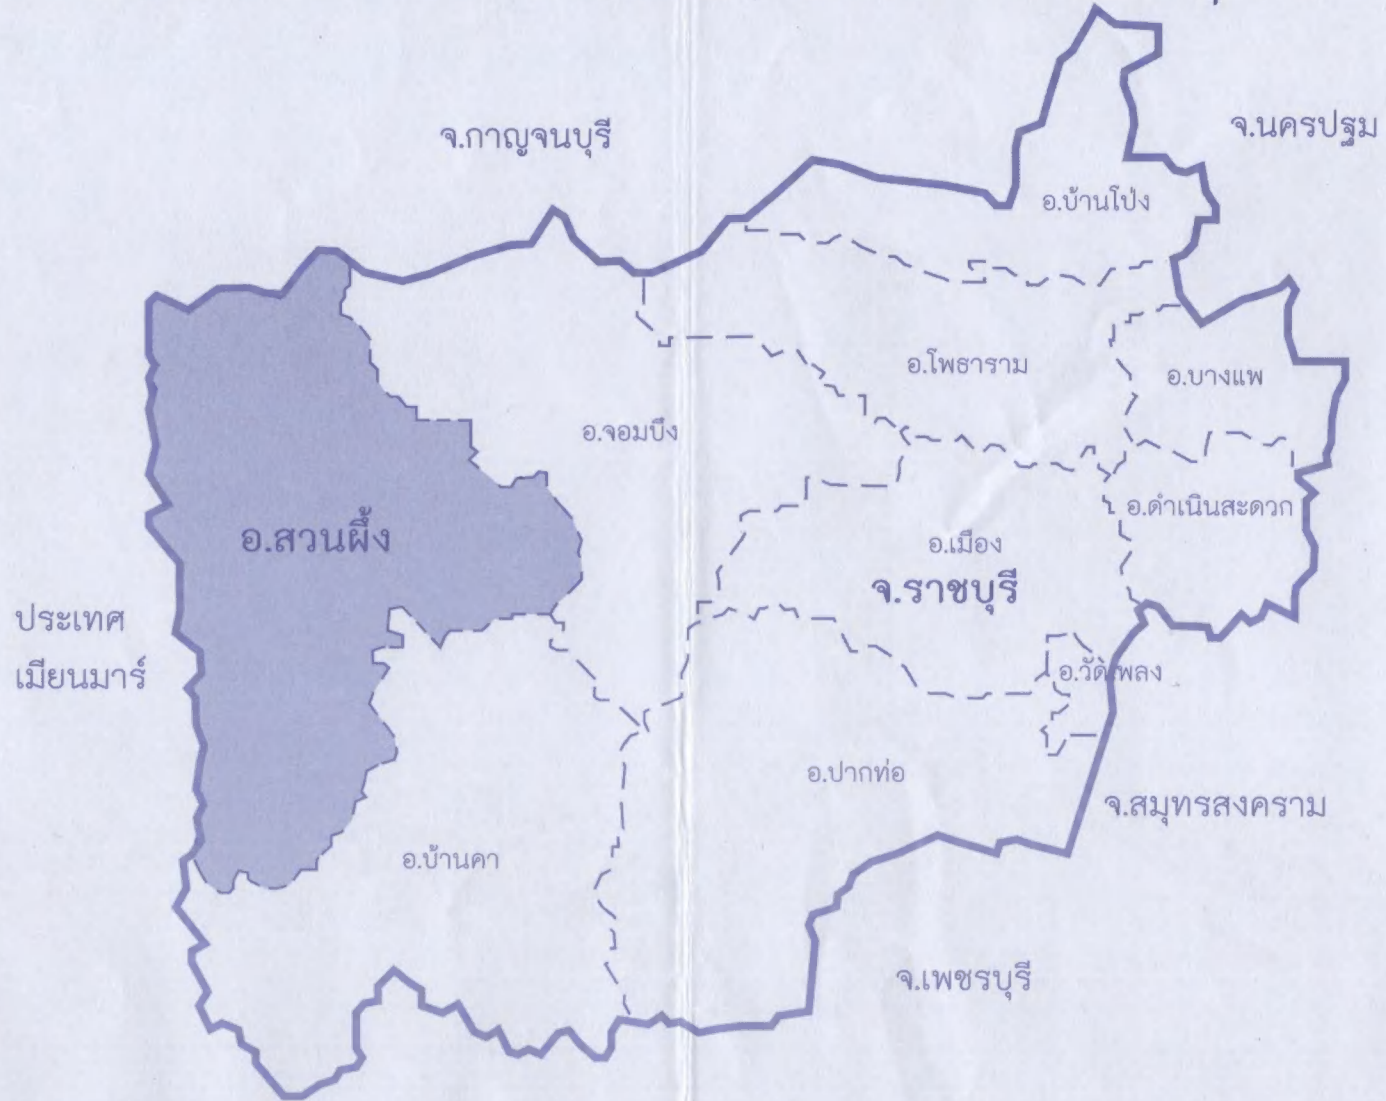 จ.กาญจนบุรี
จ.นครปฐม
อ.บ้านโป่ง
อ.โพธาราม
อ.บางแพ
อ.จอมบึง
อ.ดำเนินสะดวก
อ.สวนผึ้ง
อ.เมือง
จ.ราชบุรี
ประเทศ
เมียนมาร์
อ.วัดเพลง
อ.ปากท่อ
จ.สมุทรสงคราม
อ.บ้านคา
จ.เพชรบุรี